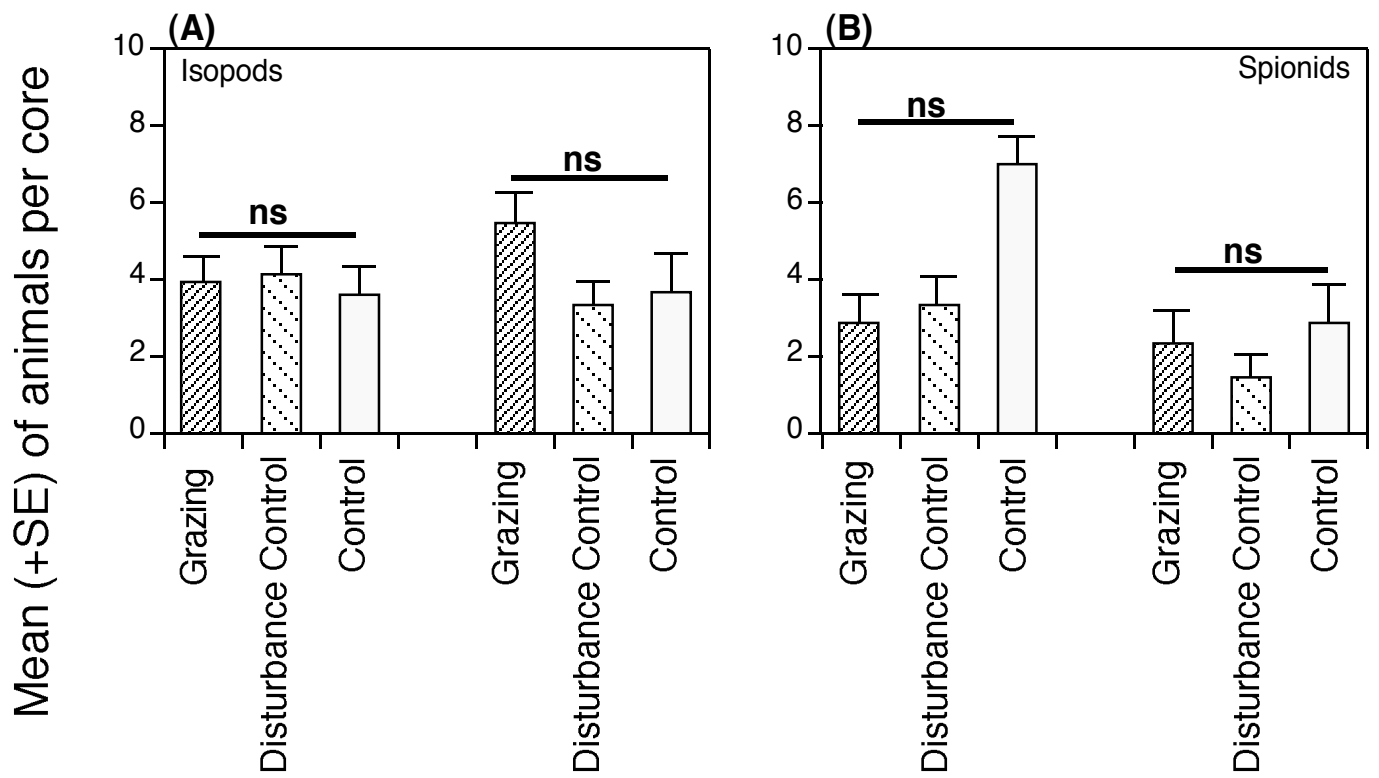 Mean (+SE) of animals per core
(A)
Isopods
10
8
6
4
2
0
ns
ns
Grazing
Disturbance Control
Control
Grazing
Disturbance Control
Control
(B)
Spionids
10
8
6
4
2
0
ns
ns
Grazing
Disturbance Control
Control
Grazing
Disturbance Control
Control